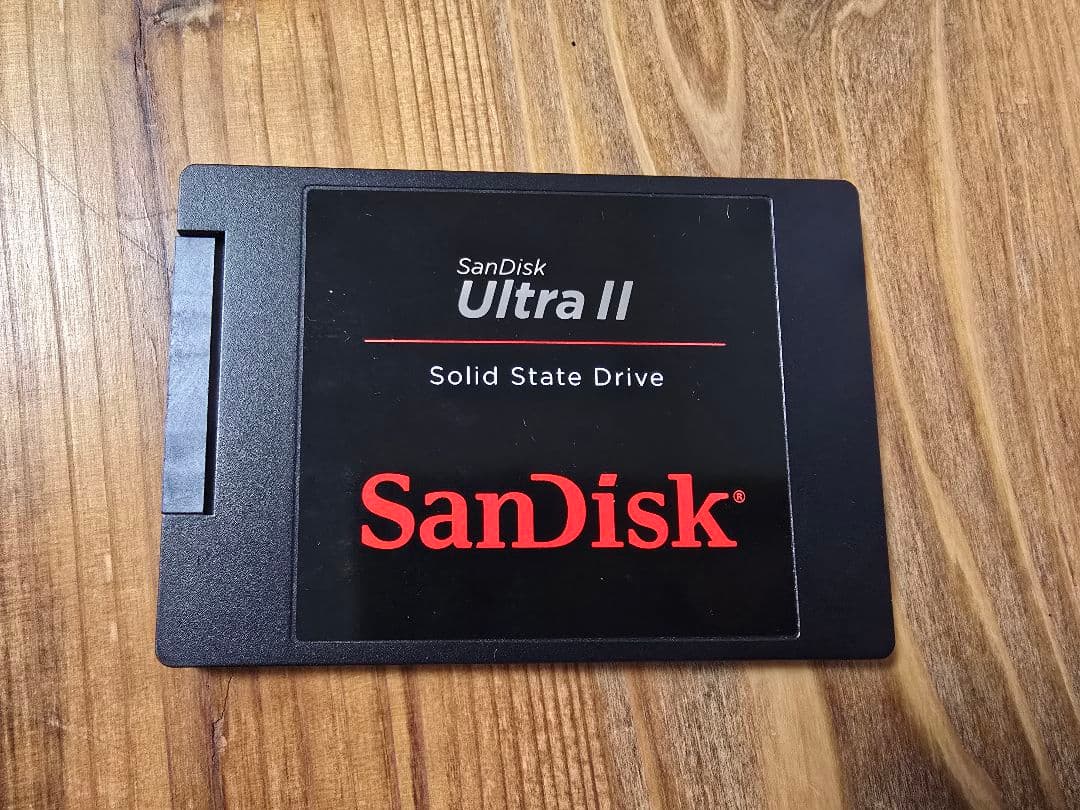 SanDisk
Ultra II
Solid State Drive
SanDisk®